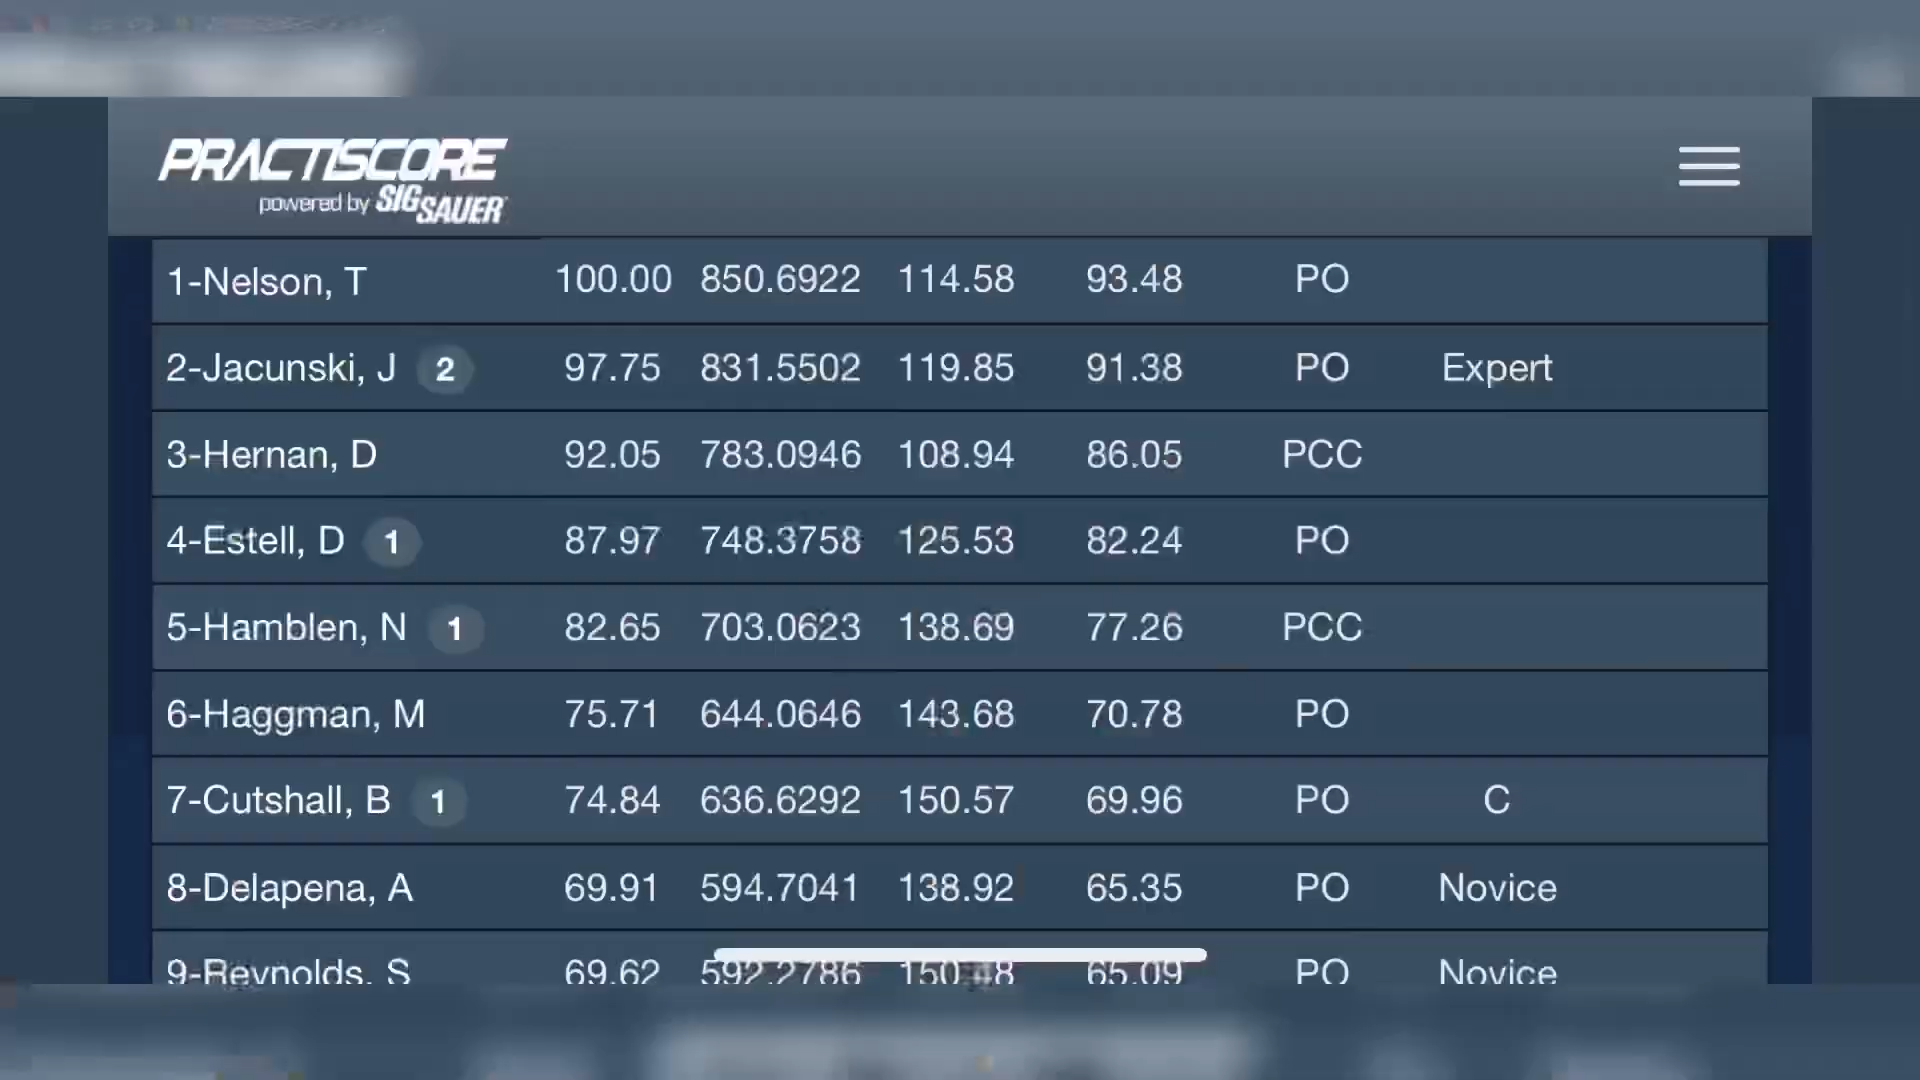 PRACTISCORE
powered by SIG SAUER
1-Nelson, T 100.00 850.6922 114.58 93.48 PO
2-Jacunski, J 2 97.75 831.5502 119.85 91.38 PO Expert
3-Hernan, D 92.05 783.0946 108.94 86.05 PCC
4-Estell, D 1 87.97 748.3758 125.53 82.24 PO
5-Hamblen, N 1 82.65 703.0623 138.69 77.26 PCC
6-Haggman, M 75.71 644.0646 143.68 70.78 PO
7-Cutshall, B 1 74.84 636.6292 150.57 69.96 PO C
8-Delapena, A 69.91 594.7041 138.92 65.35 PO Novice
9-Reynolds, S 69.62 592.2786 150.48 65.09 PO Novice